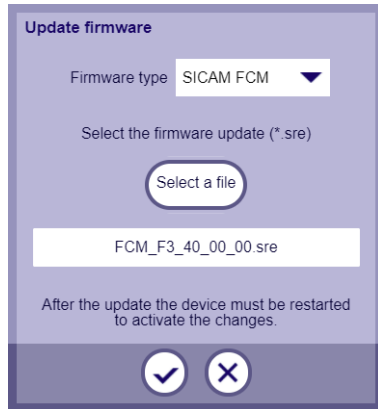 Update firmware
Firmware type SICAM FCM
Select the firmware update (*.sre)
Select a file
FCM_F3_40_00_00.sre
After the update the device must be restarted
to activate the changes.